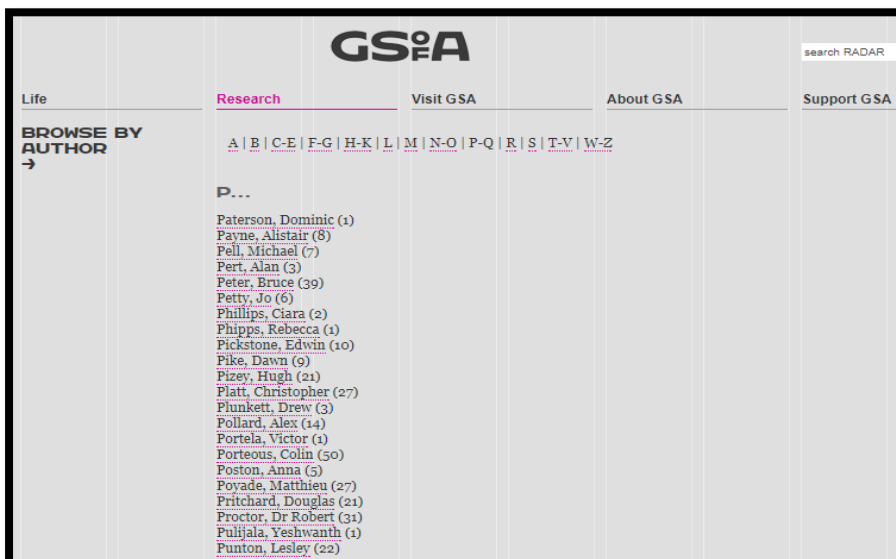 GSOFA
search RADAR
Life
Research
Visit GSA
About GSA
Support GSA
BROWSE BY
AUTHOR
→
A | B | C-E | F-G | H-K | L | M | N-O | P-Q | R | S | T-V | W-Z
P...
Paterson, Dominic (1)
Payne, Alistair (8)
Pell, Michael (7)
Pert, Alan (3)
Peter, Bruce (39)
Petty, Jo (6)
Phillips, Ciara (2)
Phipps, Rebecca (1)
Pickstone, Edwin (10)
Pike, Dawn (9)
Pizey, Hugh (21)
Platt, Christopher (27)
Plunkett, Drew (3)
Pollard, Alex (14)
Portela, Victor (1)
Porteous, Colin (50)
Poston, Anna (5)
Poyade, Matthieu (27)
Pritchard, Douglas (21)
Proctor, Dr Robert (31)
Pulijala, Yeshwanth (1)
Punton, Lesley (22)